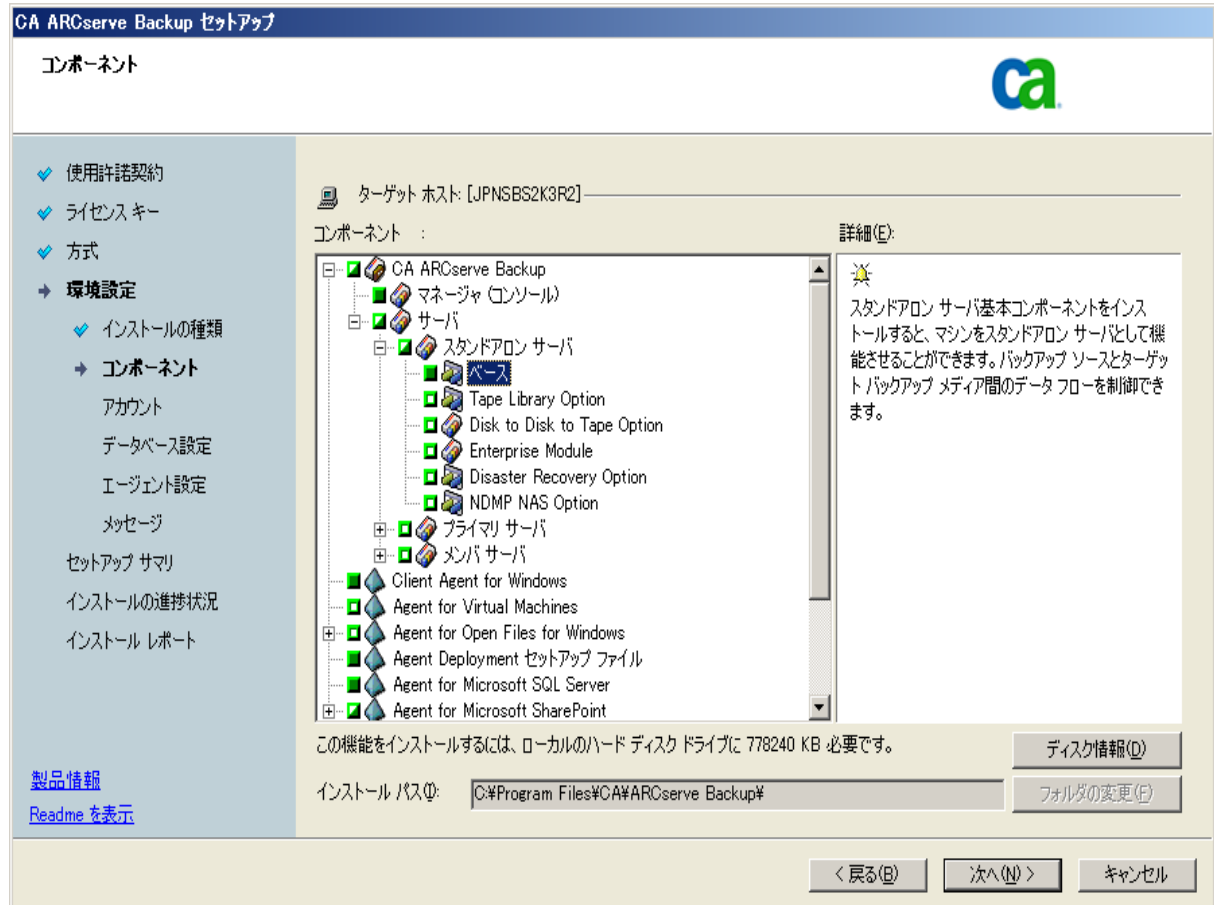 CA ARCserve Backup セットアップ
コンポーネント
ca
使用許諾契約
ライセンス キー
方式
環境設定
インストールの種類
コンポーネント
アカウント
データベース設定
エージェント設定
メッセージ
セットアップ サマリ
インストールの進捗状況
インストール レポート
製品情報
Readme を表示
ターゲット ホスト: [JPNSBS2K3R2]
コンポーネント :
CA ARCserve Backup
マネージャ (コンソール)
サーバ
スタンドアロン サーバ
ベース
Tape Library Option
Disk to Disk to Tape Option
Enterprise Module
Disaster Recovery Option
NDMP NAS Option
プライマリ サーバ
メンバ サーバ
Client Agent for Windows
Agent for Virtual Machines
Agent for Open Files for Windows
Agent Deployment セットアップ ファイル
Agent for Microsoft SQL Server
Agent for Microsoft SharePoint
詳細(E):
スタンドアロン サーバ基本コンポーネントをインス
トールすると、マシンをスタンドアロン サーバとして機
能させることができます。バックアップ ソースとターゲッ
ト バックアップ メディア間のデータ フローを制御でき
ます。
この機能をインストールするには、ローカルのハード ディスク ドライブに 778240 KB 必要です。
ディスク情報(D)
インストール パス(I):
C:¥Program Files¥CA¥ARCserve Backup¥
フォルダの変更(F)
< 戻る(B)
次へ(N) >
キャンセル